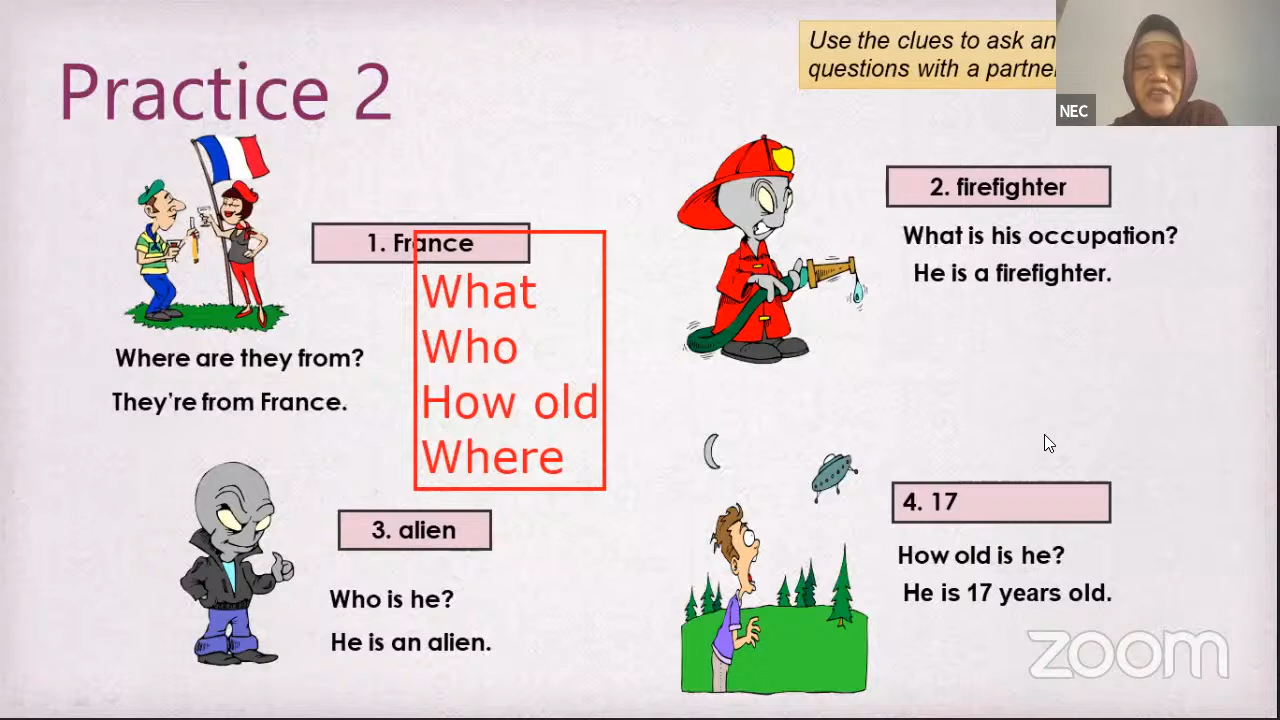 Practice 2
Use the clues to ask an
questions with a partne
NEC
1. France
Where are they from?
They're from France.
What
Who
How old
Where
2. firefighter
What is his occupation?
He is a firefighter.
3. alien
Who is he?
He is an alien.
4. 17
How old is he?
He is 17 years old.
zoom